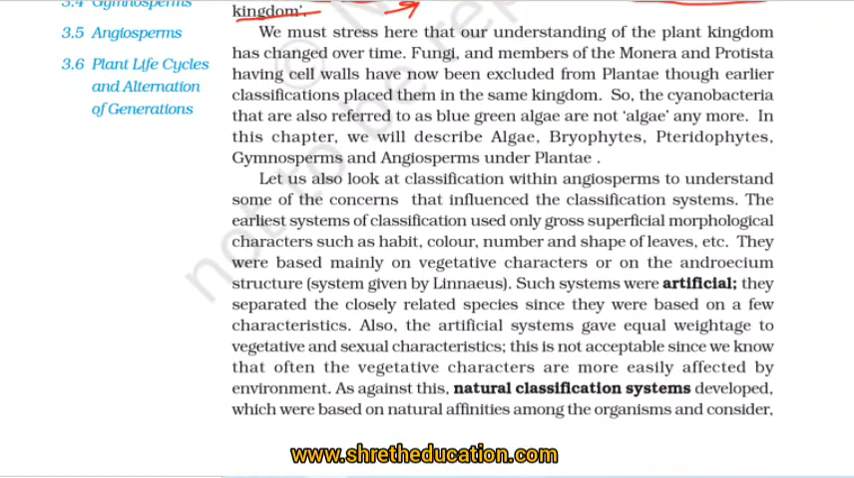 3.4 Gymnosperms
3.5 Angiosperms
3.6 Plant Life Cycles
and Alternation
of Generations
kingdom'.
We must stress here that our understanding of the plant kingdom
has changed over time. Fungi, and members of the Monera and Protista
having cell walls have now been excluded from Plantae though earlier
classifications placed them in the same kingdom. So, the cyanobacteria
that are also referred to as blue green algae are not 'algae' any more. In
this chapter, we will describe Algae, Bryophytes, Pteridophytes,
Gymnosperms and Angiosperms under Plantae .
Let us also look at classification within angiosperms to understand
some of the concerns that influenced the classification systems. The
earliest systems of classification used only gross superficial morphological
characters such as habit, colour, number and shape of leaves, etc. They
were based mainly on vegetative characters or on the androecium
structure (system given by Linnaeus). Such systems were artificial; they
separated the closely related species since they were based on a few
characteristics. Also, the artificial systems gave equal weightage to
vegetative and sexual characteristics; this is not acceptable since we know
that often the vegetative characters are more easily affected by
environment. As against this, natural classification systems developed,
which were based on natural affinities among the organisms and consider,
not to be rep
www.shretheducation.com